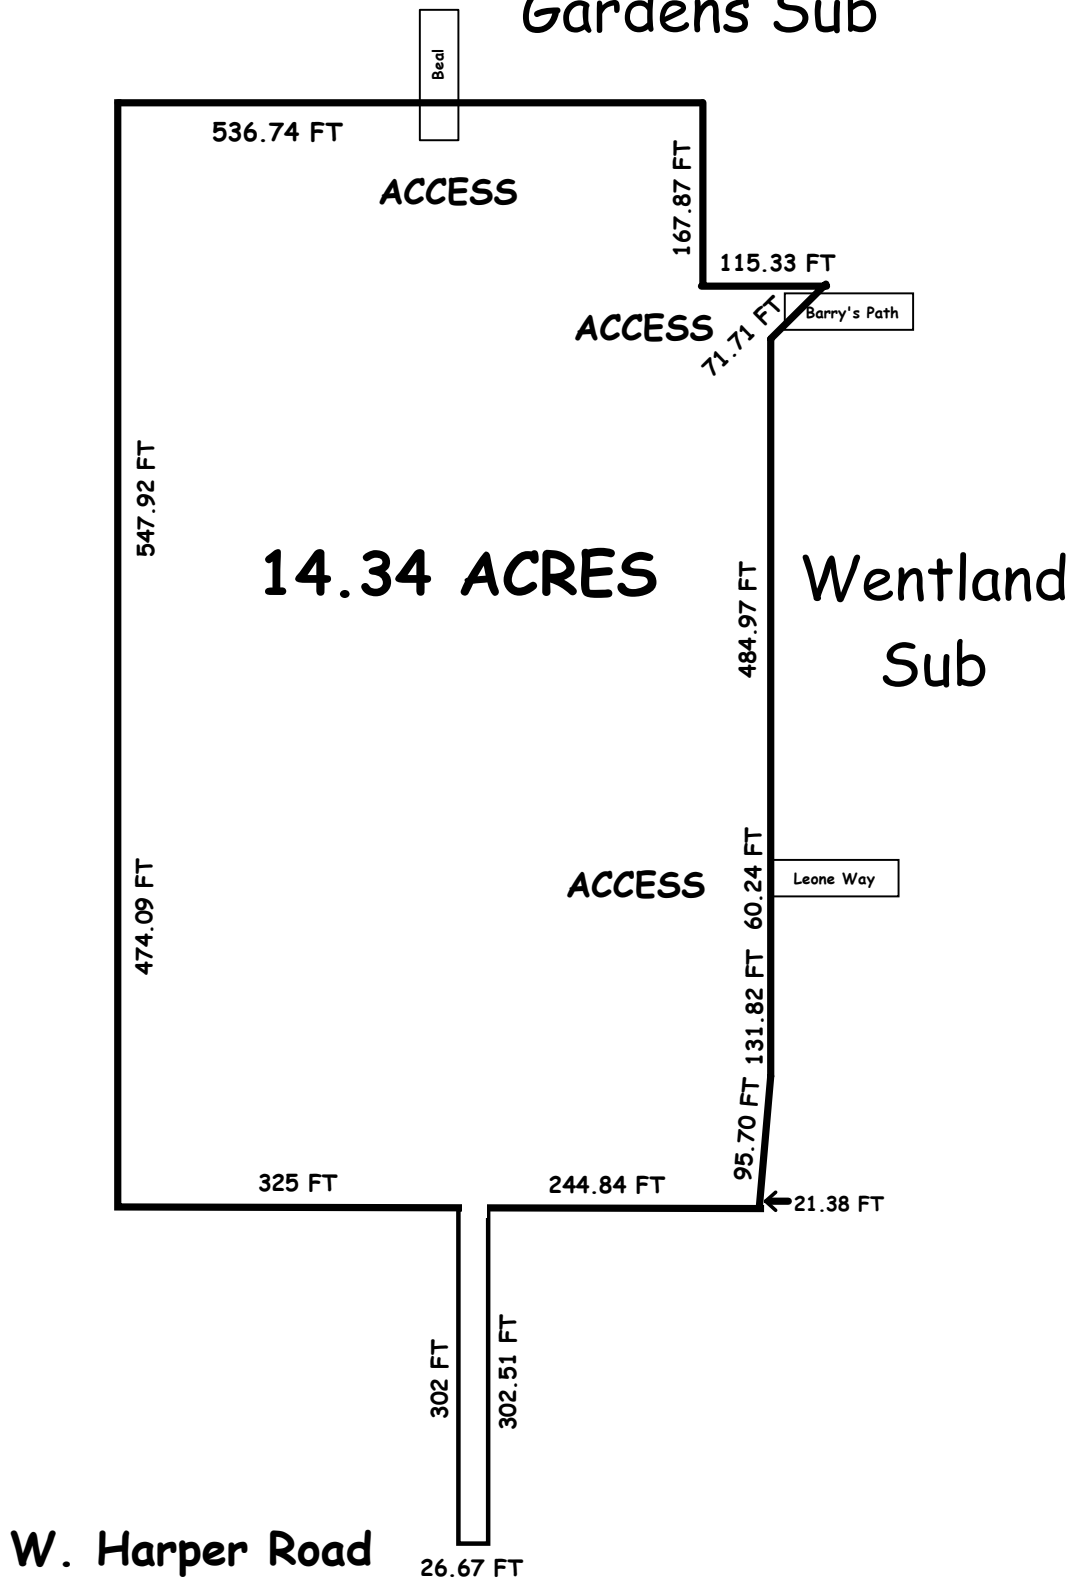 Gardens Sub
Beal
536.74 FT
ACCESS
167.87 FT
115.33 FT
Barry's Path
ACCESS
71.71 FT
547.92 FT
14.34 ACRES
484.97 FT
Wentland
Sub
60.24 FT
Leone Way
ACCESS
474.09 FT
131.82 FT
95.70 FT
325 FT
244.84 FT
21.38 FT
302 FT
302.51 FT
W. Harper Road
26.67 FT